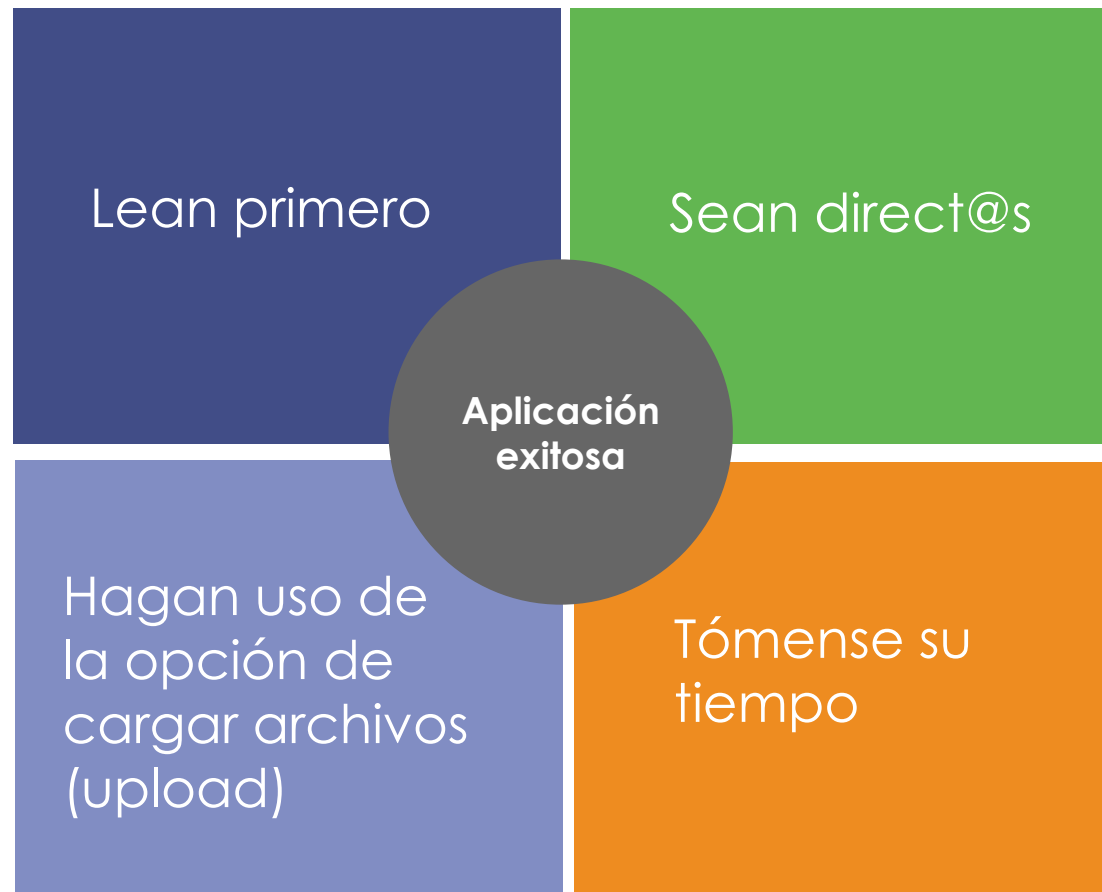 Lean primero
Sean direct@s
Aplicación
exitosa
Hagan uso de
la opción de
cargar archivos
(upload)
Tómense su
tiempo